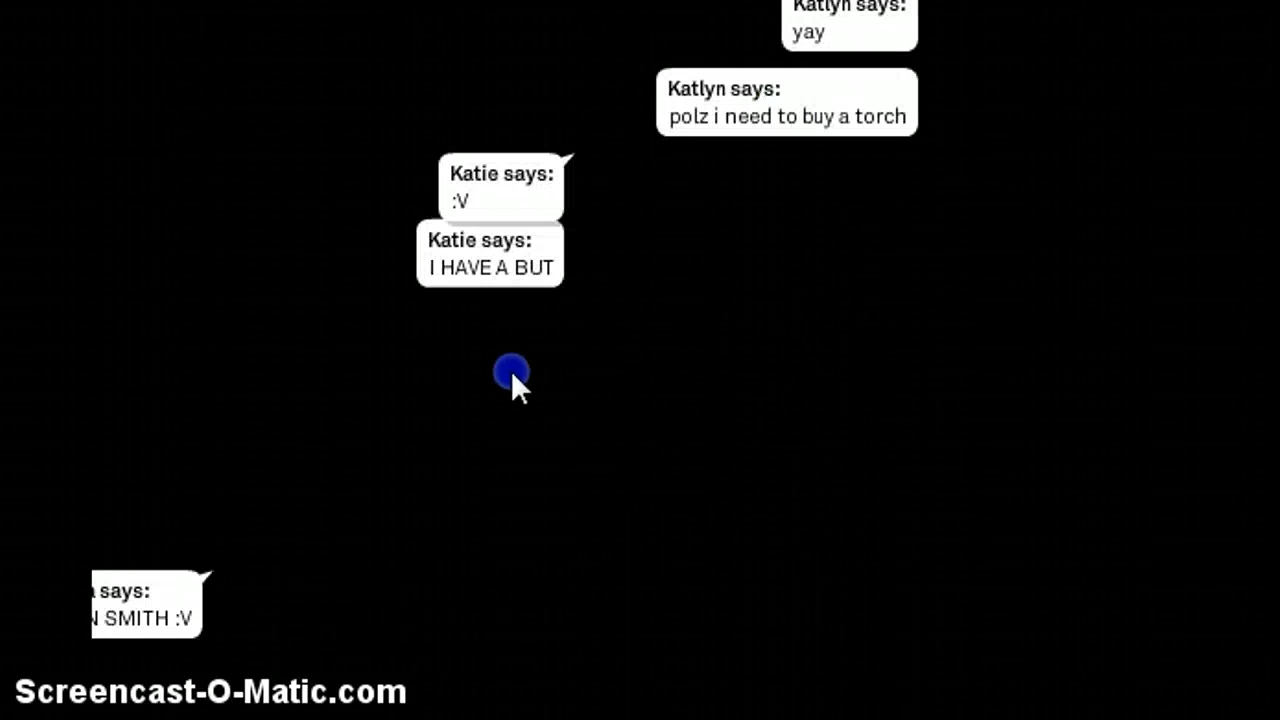 Katlyn says:
yay
Katlyn says:
polz i need to buy a torch
Katie says:
:V
Katie says:
I HAVE A BUT
says:
SMITH :V
Screencast-O-Matic.com